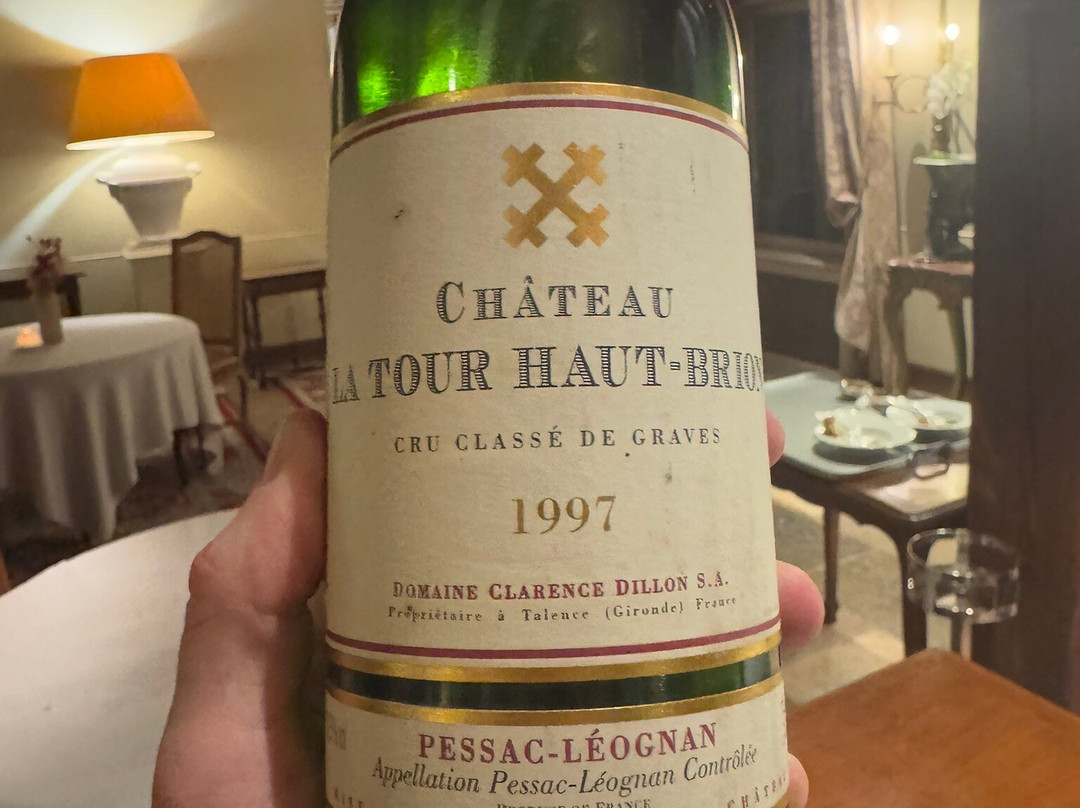 CHÂTEAU
LA TOUR HAUT-BRION
CRU CLASSÉ DE GRAVES
1997
DOMAINE CLARENCE DILLON S.A.
Propriétaire à Talence (Gironde) France
PESSAC-LÉOGNAN
Appellation Pessac-Léognan Contrôlée